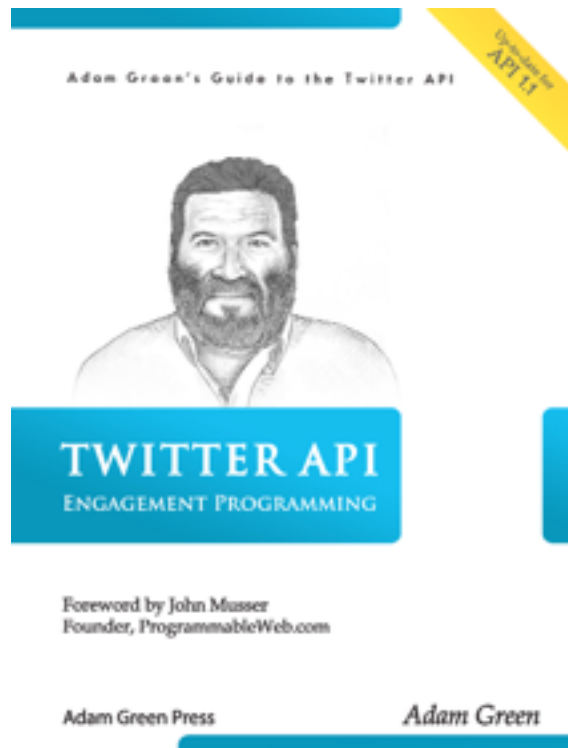 Up-to-date for
API 1.1
Adam Green's Guide to the Twitter API
TWITTER API
ENGAGEMENT PROGRAMMING
Foreword by John Musser
Founder, ProgrammableWeb.com
Adam Green Press
Adam Green